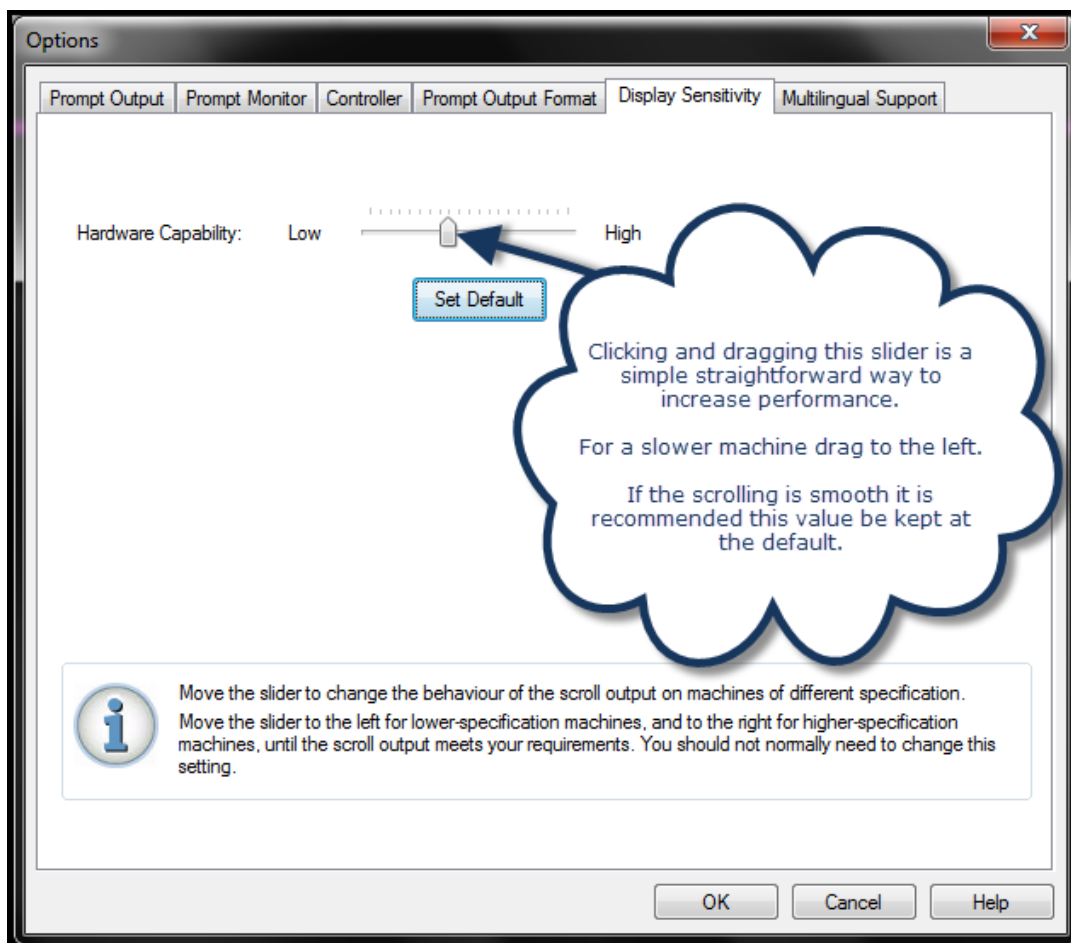 Options
Prompt Output
Prompt Monitor
Controller
Prompt Output Format
Display Sensitivity
Multilingual Support
Hardware Capability:
Low
High
Set Default
Clicking and dragging this slider is a
simple straightforward way to
increase performance.
For a slower machine drag to the left.
If the scrolling is smooth it is
recommended this value be kept at
the default.
Move the slider to change the behaviour of the scroll output on machines of different specification.
Move the slider to the left for lower-specification machines, and to the right for higher-specification
machines, until the scroll output meets your requirements. You should not normally need to change this
setting.
OK
Cancel
Help